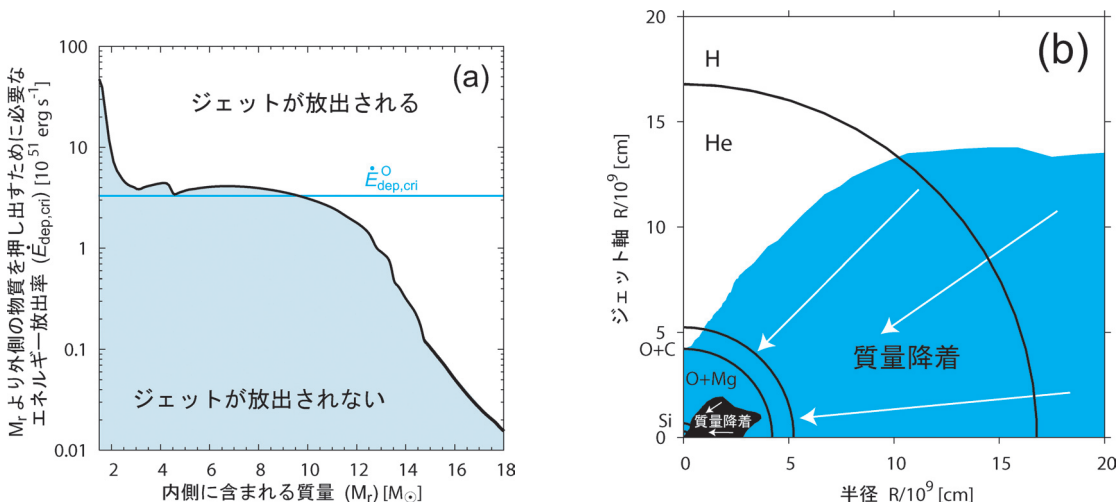 (a)
M_rより外側の物質を押し出すために必要な
エネルギー放出率 (Ė_dep,cri) [10^51 erg s^-1]
100
10
1
0.1
0.01
ジェットが放出される
Ė^O_dep,cri
ジェットが放出されない
2 4 6 8 10 12 14 16 18
内側に含まれる質量 (M_r) [M_⊙]
(b)
ジェット軸 R/10^9 [cm]
20
15
10
5
0
H
He
O+C
O+Mg
Si
質量降着
質量降着
0 5 10 15 20
半径 R/10^9 [cm]